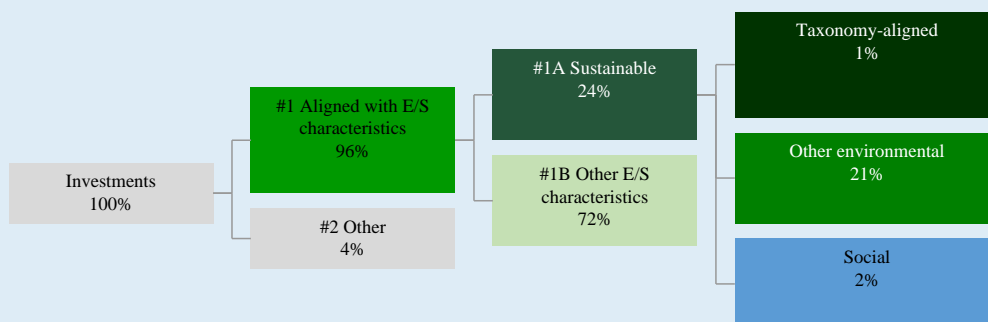 Investments
100%
#1 Aligned with E/S
characteristics
96%
#2 Other
4%
#1A Sustainable
24%
#1B Other E/S
characteristics
72%
Taxonomy-aligned
1%
Other environmental
21%
Social
2%